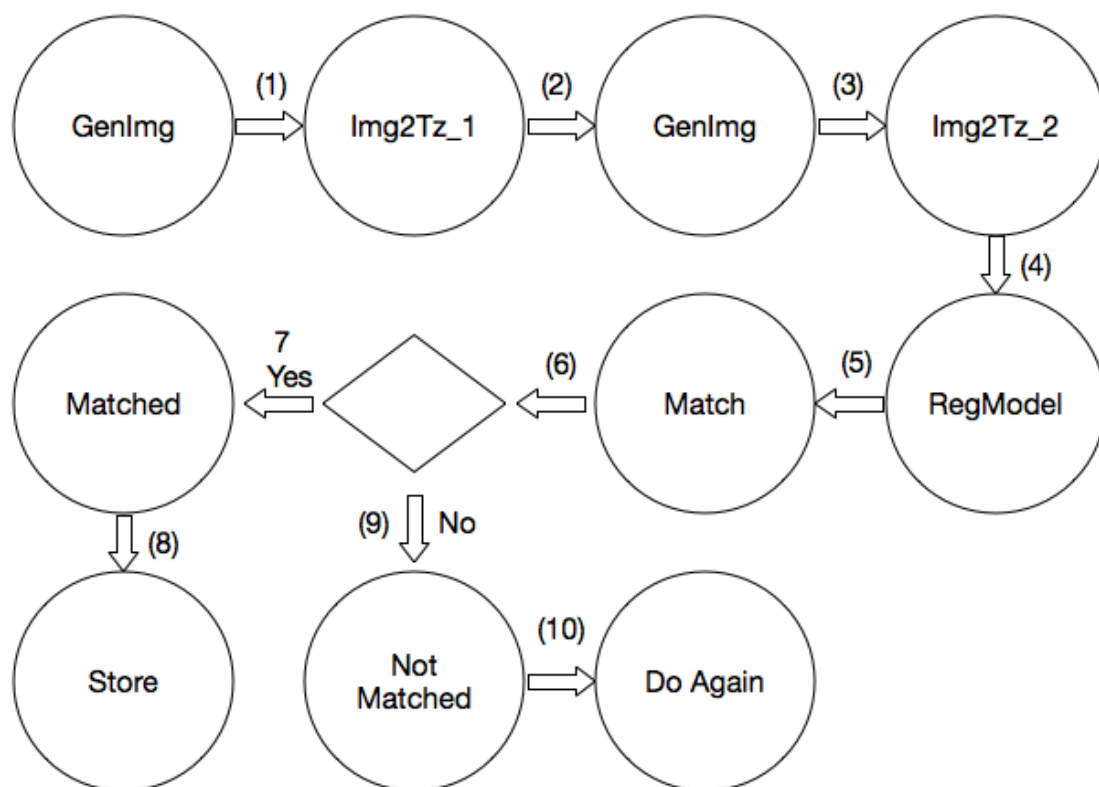 (1)
(2)
(3)
GenImg
Img2Tz_1
GenImg
Img2Tz_2
(4)
7
Yes
(6)
(5)
Matched
Match
RegModel
(8)
(9)
No
(10)
Store
Not
Matched
Do Again